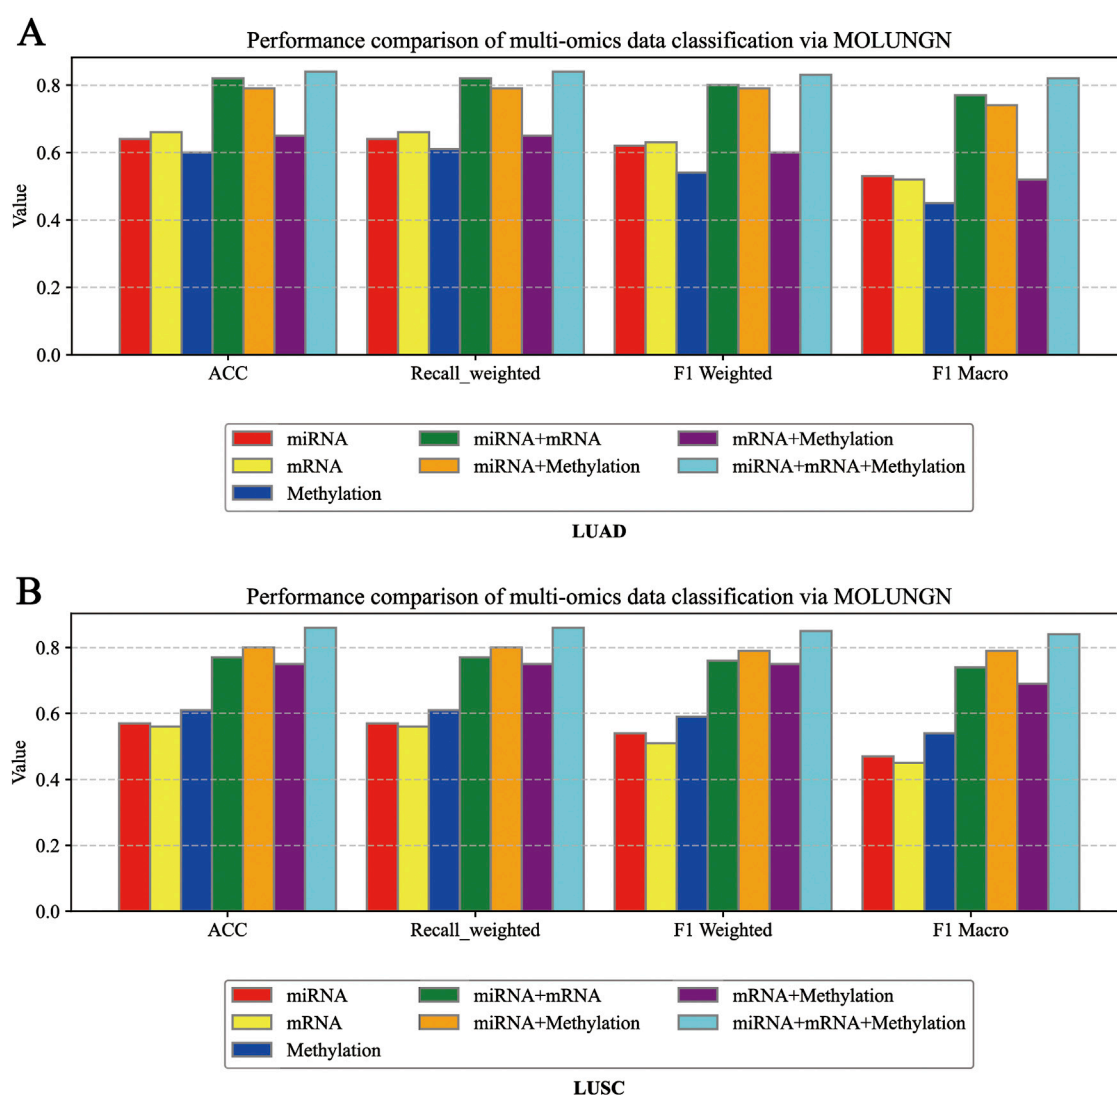 A
Performance comparison of multi-omics data classification via MOLUNGN
Value
0.8
0.6
0.4
0.2
0.0
ACC Recall_weighted F1 Weighted F1 Macro
miRNA miRNA+mRNA mRNA+Methylation
mRNA miRNA+Methylation miRNA+mRNA+Methylation
Methylation
LUAD
B
Performance comparison of multi-omics data classification via MOLUNGN
Value
0.8
0.6
0.4
0.2
0.0
ACC Recall_weighted F1 Weighted F1 Macro
miRNA miRNA+mRNA mRNA+Methylation
mRNA miRNA+Methylation miRNA+mRNA+Methylation
Methylation
LUSC